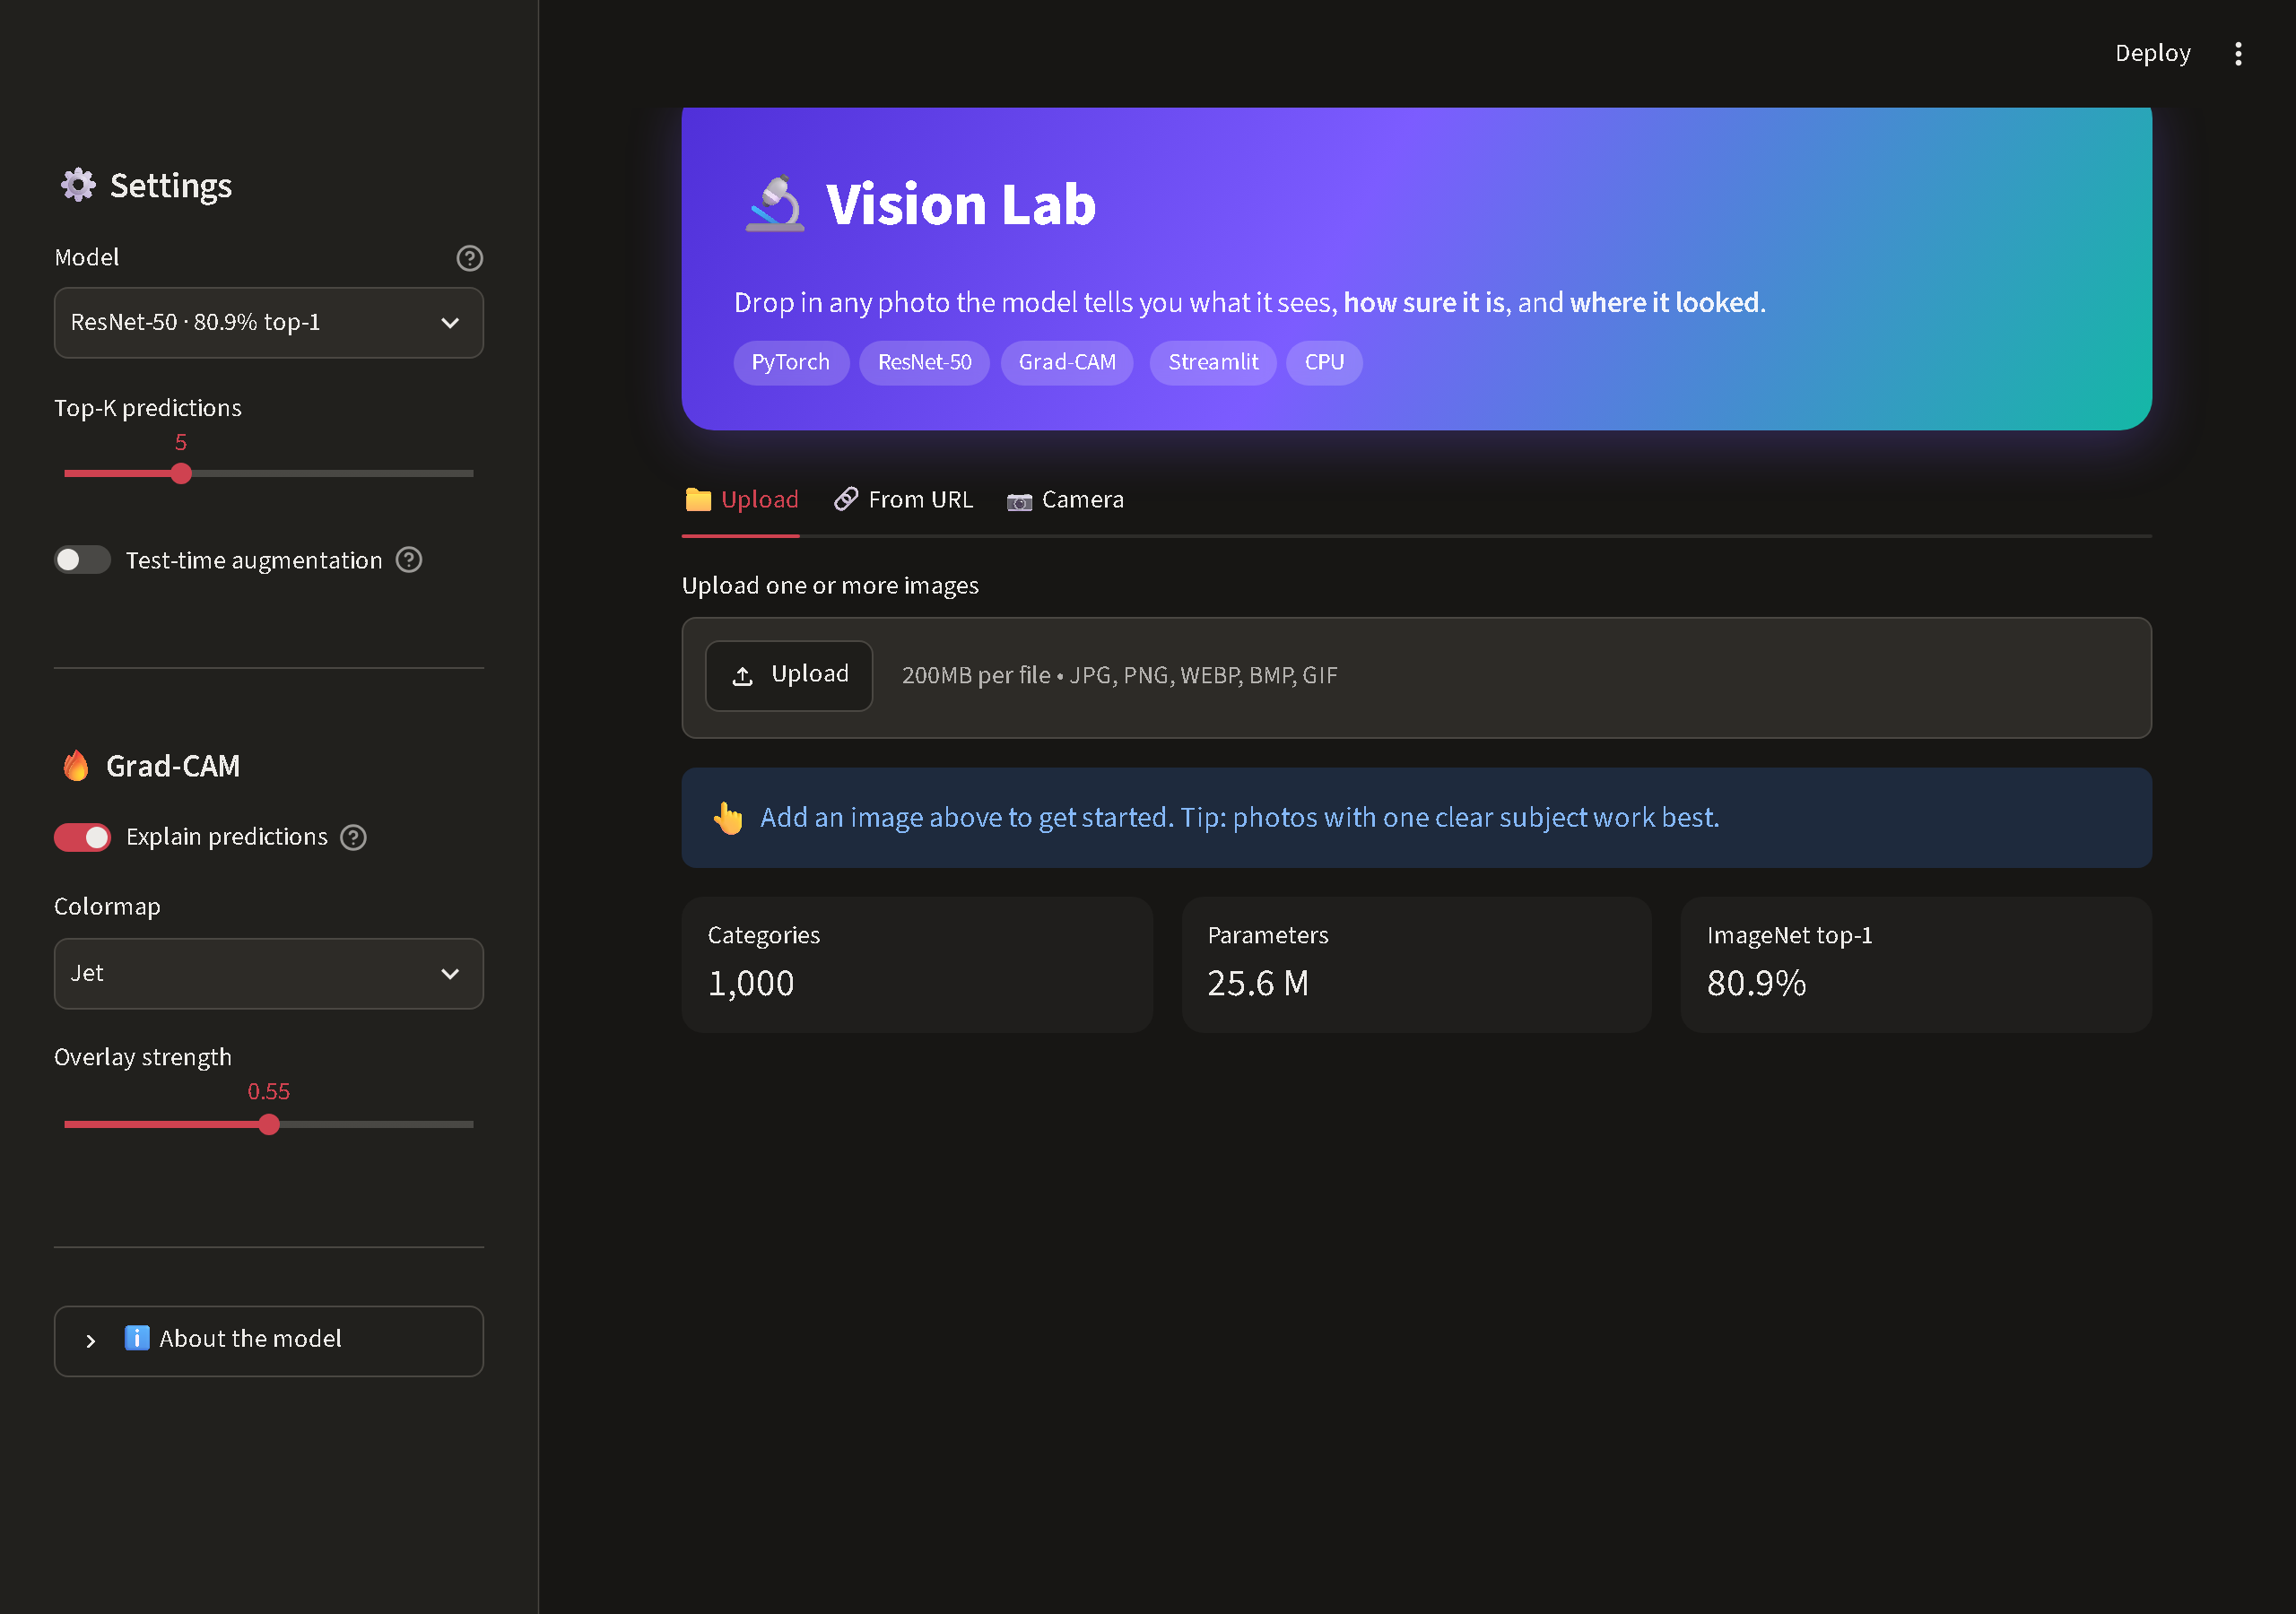 Deploy
Settings
Model
ResNet-50 · 80.9% top-1
Top-K predictions
5
Test-time augmentation
Grad-CAM
Explain predictions
Colormap
Jet
Overlay strength
0.55
About the model
Vision Lab
Drop in any photo the model tells you what it sees, how sure it is, and where it looked.
PyTorch ResNet-50 Grad-CAM Streamlit CPU
Upload From URL Camera
Upload one or more images
Upload 200MB per file • JPG, PNG, WEBP, BMP, GIF
Add an image above to get started. Tip: photos with one clear subject work best.
Categories
1,000
Parameters
25.6 M
ImageNet top-1
80.9%